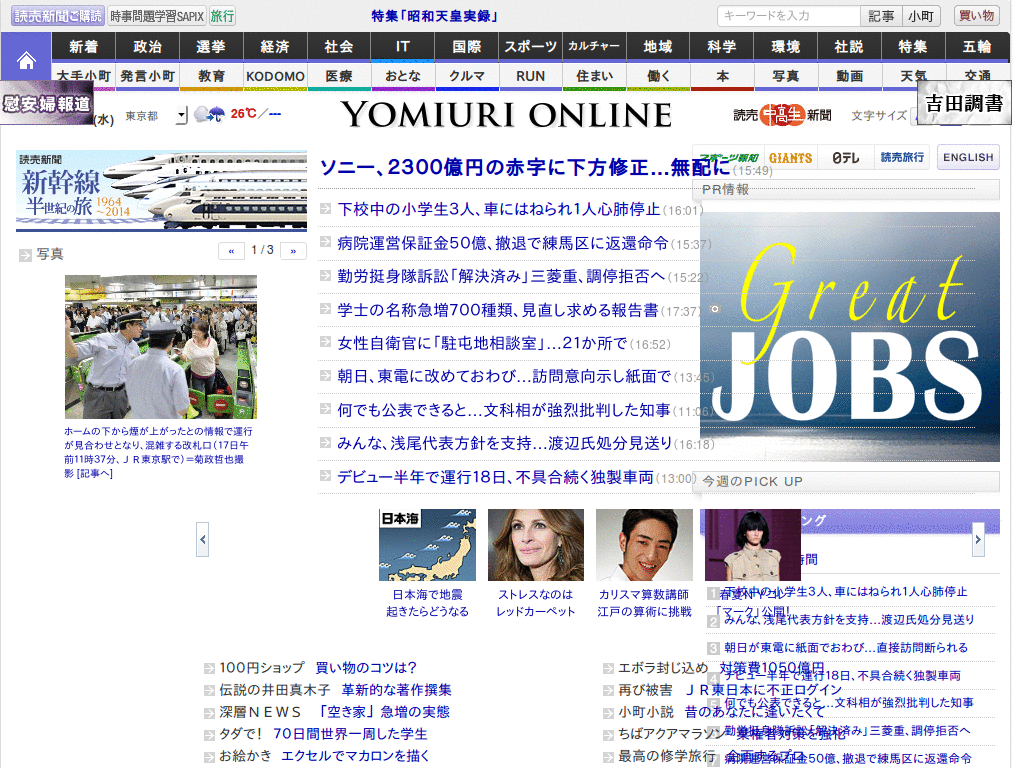 読売新聞ご購読 時事問題学習SAPIX 旅行
特集「昭和天皇実録」
キーワードを入力 記事 小町 買い物
新着 政治 選挙 経済 社会 IT 国際 スポーツ カルチャー 地域 科学 環境 社説 特集 五輪
大手小町 発言小町 教育 KODOMO 医療 おとな クルマ RUN 住まい 働く 本 写真 動画 天気 交通
慰安婦報道
(水) 東京都 26℃/---
YOMIURI ONLINE
読売中高生新聞 文字サイズ
吉田調書
スポーツ報知 GIANTS 日テレ 読売旅行 ENGLISH
読売新聞
新幹線
半世紀の旅 1964~2014
写真
« 1 / 3 »
ホームの下から煙が上がったとの情報で運行
が見合わせとなり、混雑する改札口(17日午
前11時37分、JR東京駅で)=菊政哲也撮
影 [記事へ]
ソニー、2300億円の赤字に下方修正…無配に(15:49)
下校中の小学生3人、車にはねられ1人心肺停止(16:01)
病院運営保証金50億、撤退で練馬区に返還命令(15:37)
勤労挺身隊訴訟「解決済み」三菱重、調停拒否へ(15:22)
学士の名称急増700種類、見直し求める報告書(17:37)
女性自衛官に「駐屯地相談室」…21か所で(16:52)
朝日、東電に改めておわび…訪問意向示し紙面で(13:45)
何でも公表できると…文科相が強烈批判した知事(11:06)
みんな、浅尾代表方針を支持…渡辺氏処分見送り(16:18)
デビュー半年で運行18日、不具合続く独製車両(13:00)
PR情報
Great
JOBS
今週のPICK UP
日本海
日本海で地震
起きたらどうなる
ストレスなのは
レッドカーペット
カリスマ算数講師
江戸の算術に挑戦
春夏NYコレ
「マーク」公開!
ング
時間
1 下校中の小学生3人、車にはねられ1人心肺停止
2 みんな、浅尾代表方針を支持…渡辺氏処分見送り
3 朝日が東電に紙面でおわび…直接訪問断られる
4 デビュー半年で運行18日、不具合続く独製車両
5 何でも公表できると…文科相が強烈批判した知事
勤労挺身隊訴訟「解決済み」三菱重、調停拒否へ
7 病院運営保証金50億、撤退で練馬区に返還命令
100円ショップ 買い物のコツは?
伝説の井田真木子 革新的な著作撰集
深層NEWS 「空き家」急増の実態
タダで! 70日間世界一周した学生
お絵かき エクセルでマカロンを描く
エボラ封じ込め 対策費1050億円
再び被害 JR東日本に不正ログイン
小町小説 昔のあなたに逢いたくて
ちばアクアマラソン 棄権者対策を強化
最高の修学旅行 企画するプロ